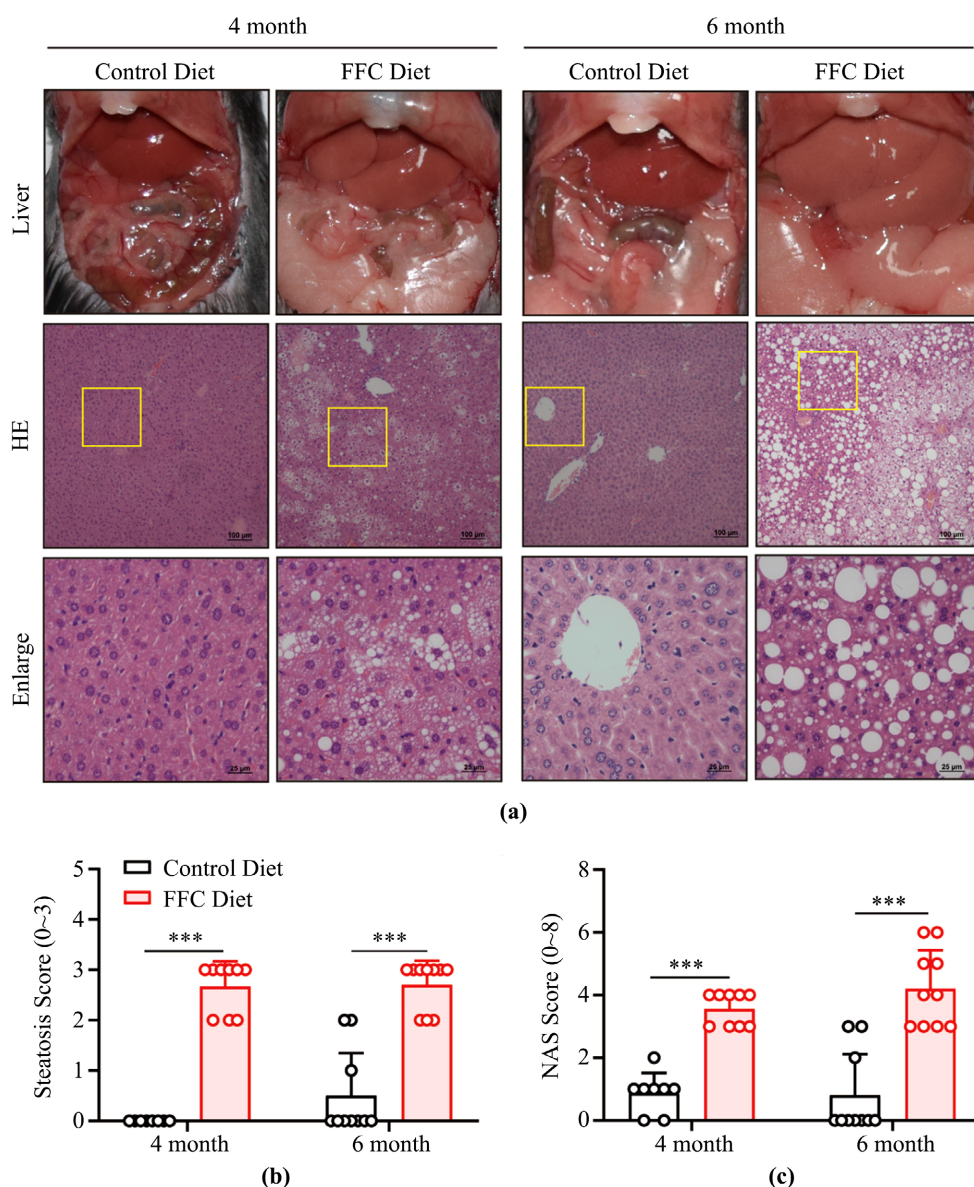 4 month 6 month
Control Diet FFC Diet Control Diet FFC Diet
Liver
HE
100 µm 100 µm 100 µm 100 µm
Enlarge
25 µm 25 µm 25 µm 25 µm
(a)
Steatosis Score (0~3)
5
4
3
2
1
0
Control Diet
FFC Diet
*** ***
4 month 6 month
(b)
NAS Score (0~8)
8
6
4
2
0
*** ***
4 month 6 month
(c)